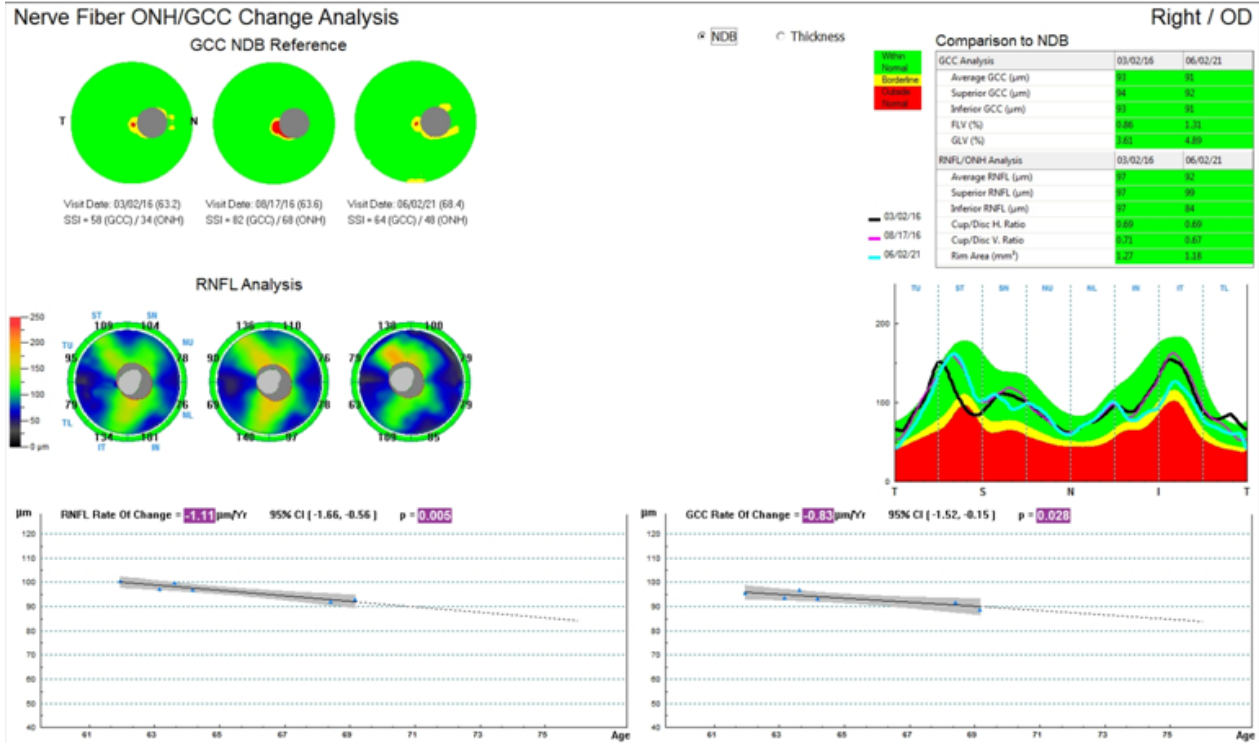 Nerve Fiber ONH/GCC Change Analysis
Right / OD
GCC NDB Reference
NDB
Thickness
T
N
Visit Date: 03/02/16 (63.2)
SSI = 58 (GCC) / 34 (ONH)
Visit Date: 08/17/16 (63.6)
SSI = 82 (GCC) / 68 (ONH)
Visit Date: 06/02/21 (68.4)
SSI = 64 (GCC) / 48 (ONH)
Within
Normal
Borderline
Outside
Normal
Comparison to NDB
GCC Analysis 03/02/16 06/02/21
Average GCC (µm) 93 91
Superior GCC (µm) 94 92
Inferior GCC (µm) 93 91
FLV (%) 0.86 1.31
GLV (%) 3.61 4.89
RNFL/ONH Analysis 03/02/16 06/02/21
Average RNFL (µm) 97 92
Superior RNFL (µm) 97 99
Inferior RNFL (µm) 97 84
Cup/Disc H. Ratio 0.69 0.69
Cup/Disc V. Ratio 0.71 0.67
Rim Area (mm²) 1.27 1.18
03/02/16
08/17/16
06/02/21
RNFL Analysis
250
200
150
100
50
0 µm
ST SN
109 104
TU NU
95 78
79 76
TL NL
134 101
IT IN
136 110
90 76
69 78
140 97
138 100
79 79
63 79
109 85
TU ST SN NU NL IN IT TL
200
100
0
T S N I T
µm RNFL Rate Of Change = -1.11 µm/Yr 95% CI ( -1.66, -0.56 ) p = 0.005
120
110
100
90
80
70
60
50
40
61 63 65 67 69 71 73 75 Age
µm GCC Rate Of Change = -0.83 µm/Yr 95% CI ( -1.52, -0.15 ) p = 0.028
120
110
100
90
80
70
60
50
40
61 63 65 67 69 71 73 75 Age